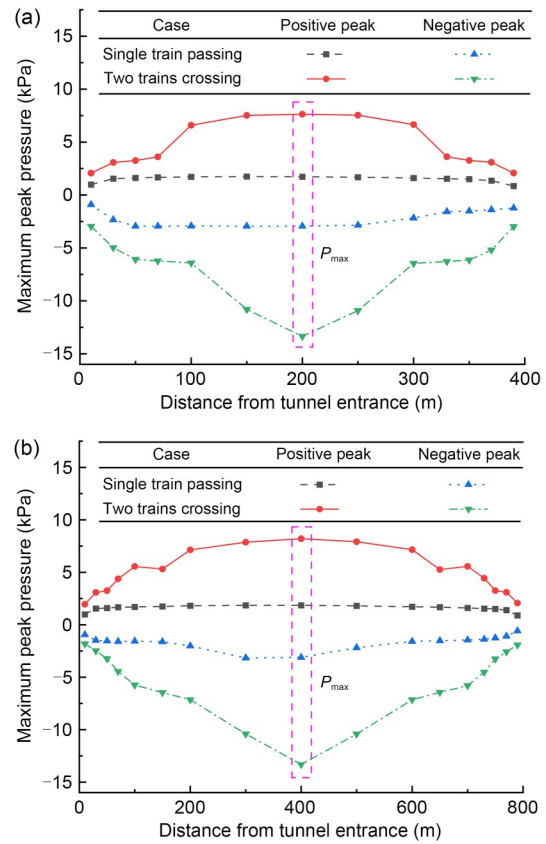 (a)
Case Positive peak Negative peak
Single train passing
Two trains crossing
Maximum peak pressure (kPa)
15
10
5
0
−5
−10
−15
P max
0 100 200 300 400
Distance from tunnel entrance (m)
(b)
Case Positive peak Negative peak
Single train passing
Two trains crossing
Maximum peak pressure (kPa)
15
10
5
0
−5
−10
−15
P max
0 200 400 600 800
Distance from tunnel entrance (m)